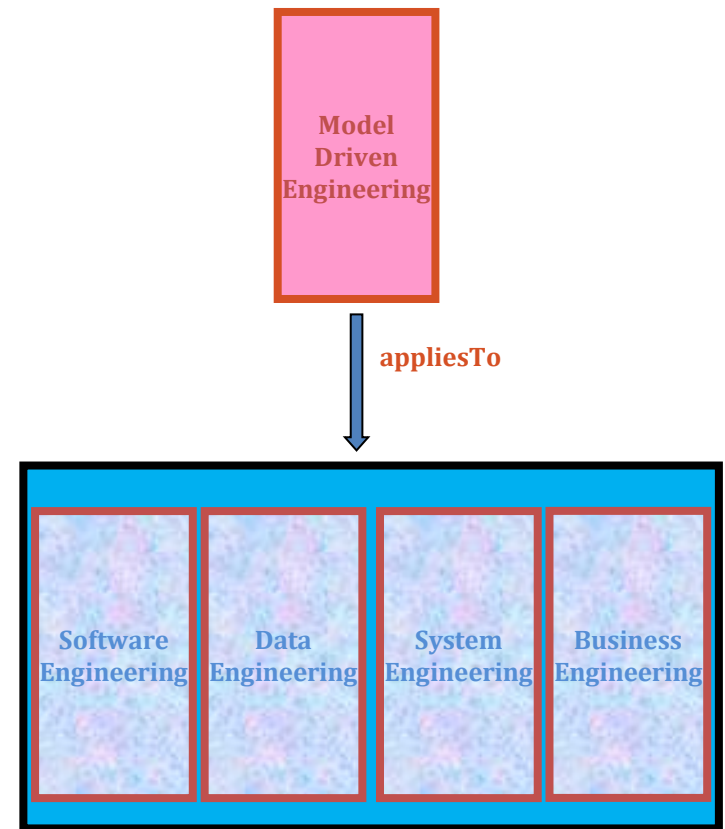 Model
Driven
Engineering
appliesTo
Software
Engineering
Data
Engineering
System
Engineering
Business
Engineering